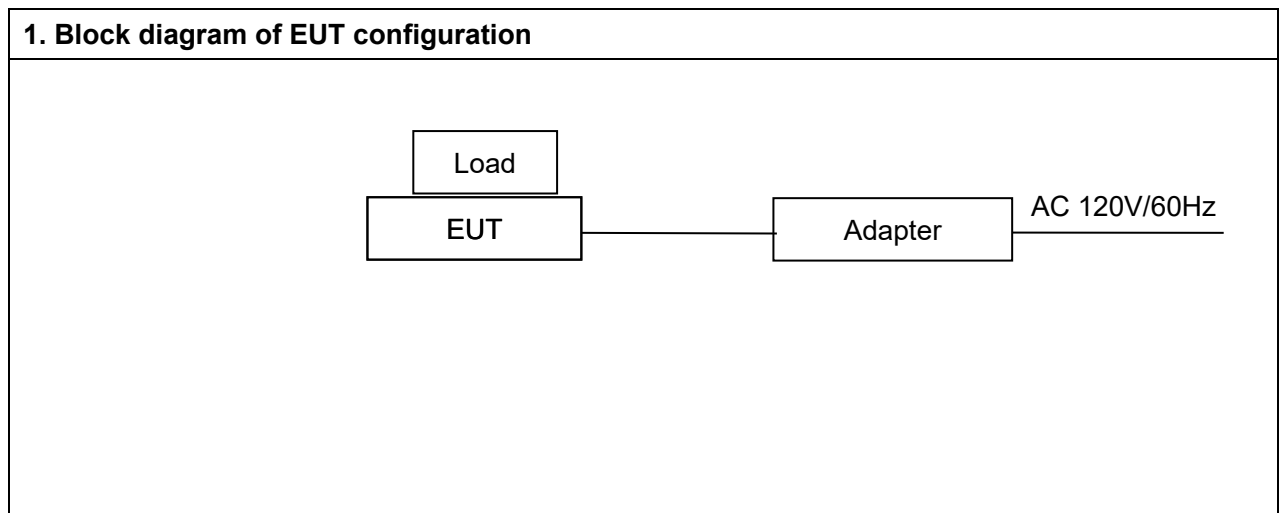 1. Block diagram of EUT configuration
Load
EUT
Adapter
AC 120V/60Hz